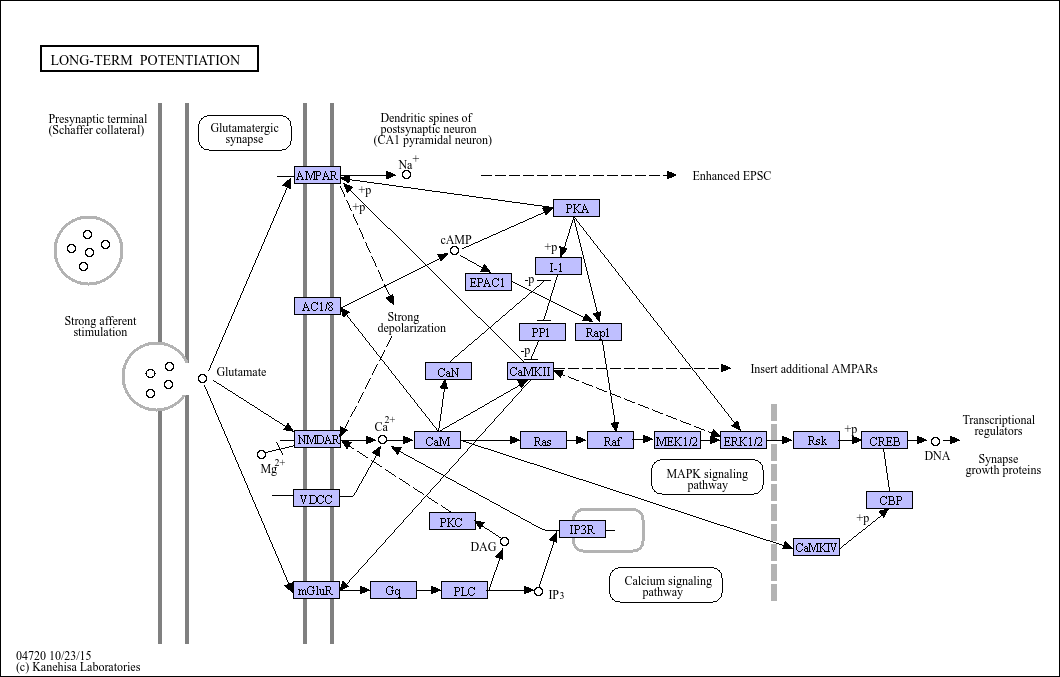 LONG-TERM POTENTIATION
Presynaptic terminal
(Schaffer collateral)
Glutamatergic
synapse
Dendritic spines of
postsynaptic neuron
(CA1 pyramidal neuron)
AMPAR
Na+
Enhanced EPSC
+p
+p
PKA
cAMP
+p
I-1
EPAC1
-p
AC1/8
Strong
depolarization
Strong afferent
stimulation
PP1
Rap1
-p
Glutamate
CaN
CaMKII
Insert additional AMPARs
NMDAR
Ca2+
CaM
Ras
Raf
MEK1/2
ERK1/2
Rsk
+p
CREB
DNA
Transcriptional
regulators
Synapse
growth proteins
Mg2+
MAPK signaling
pathway
VDCC
CBP
+p
PKC
DAG
IP3R
CaMKIV
mGluR
Gq
PLC
IP3
Calcium signaling
pathway
04720 10/23/15
(c) Kanehisa Laboratories